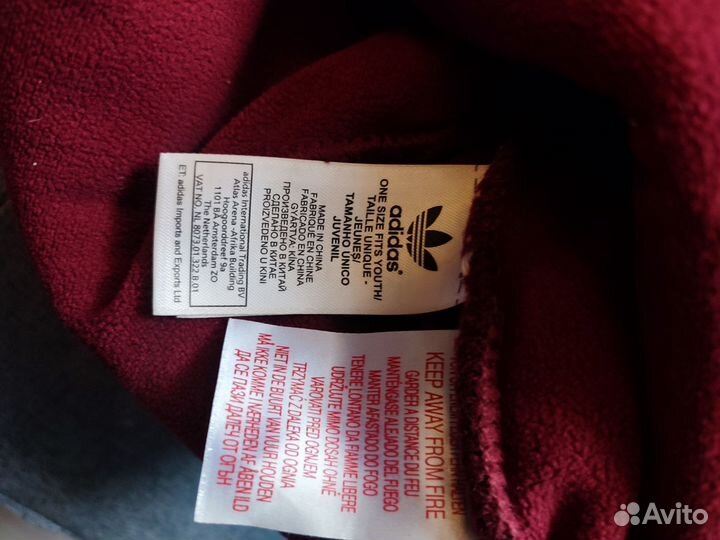 adidas
ONE SIZE FITS YOUTH/
TAILLE UNIQUE -
JEUNES/
TAMANHO ÚNICO
JUVENIL
MADE IN CHINA
FABRIQUÉ EN CHINE
FABRICADO EN CHINA
GYÁRTVA: KÍNA
ПРОИЗВЕДЕНО В КИТАЙ
СДЕЛАНО В КИТАЕ
PROIZVEDENO U KINI
adidas International Trading BV
Atlas Arena -Afrika Building
Hoogoorddreef 9a
1101 BA Amsterdam ZO
The Netherlands
VAT NO. NL 8073.01.322 B 01
ET: adidas Imports and Exports Ltd
KEEP AWAY FROM FIRE
GARDER À DISTANCE DU FEU
MANTÉNGASE ALEJADO DEL FUEGO
MANTER AFASTADO DO FOGO
TENERE LONTANO DA FIAMME LIBERE
UDRŽUJTE MIMO DOSAH OHNĚ
VAROVATI PRED OGNJEM
TRZYMAĆ Z DALEKA OD OGNIA
NIET IN DE BUURT VAN VUUR HOUDEN
MÅ IKKE KOMME I NÆRHEDEN AF ÅBEN ILD
ДА СЕ ПАЗИ ДАЛЕЧ ОТ ОГЪН
Avito